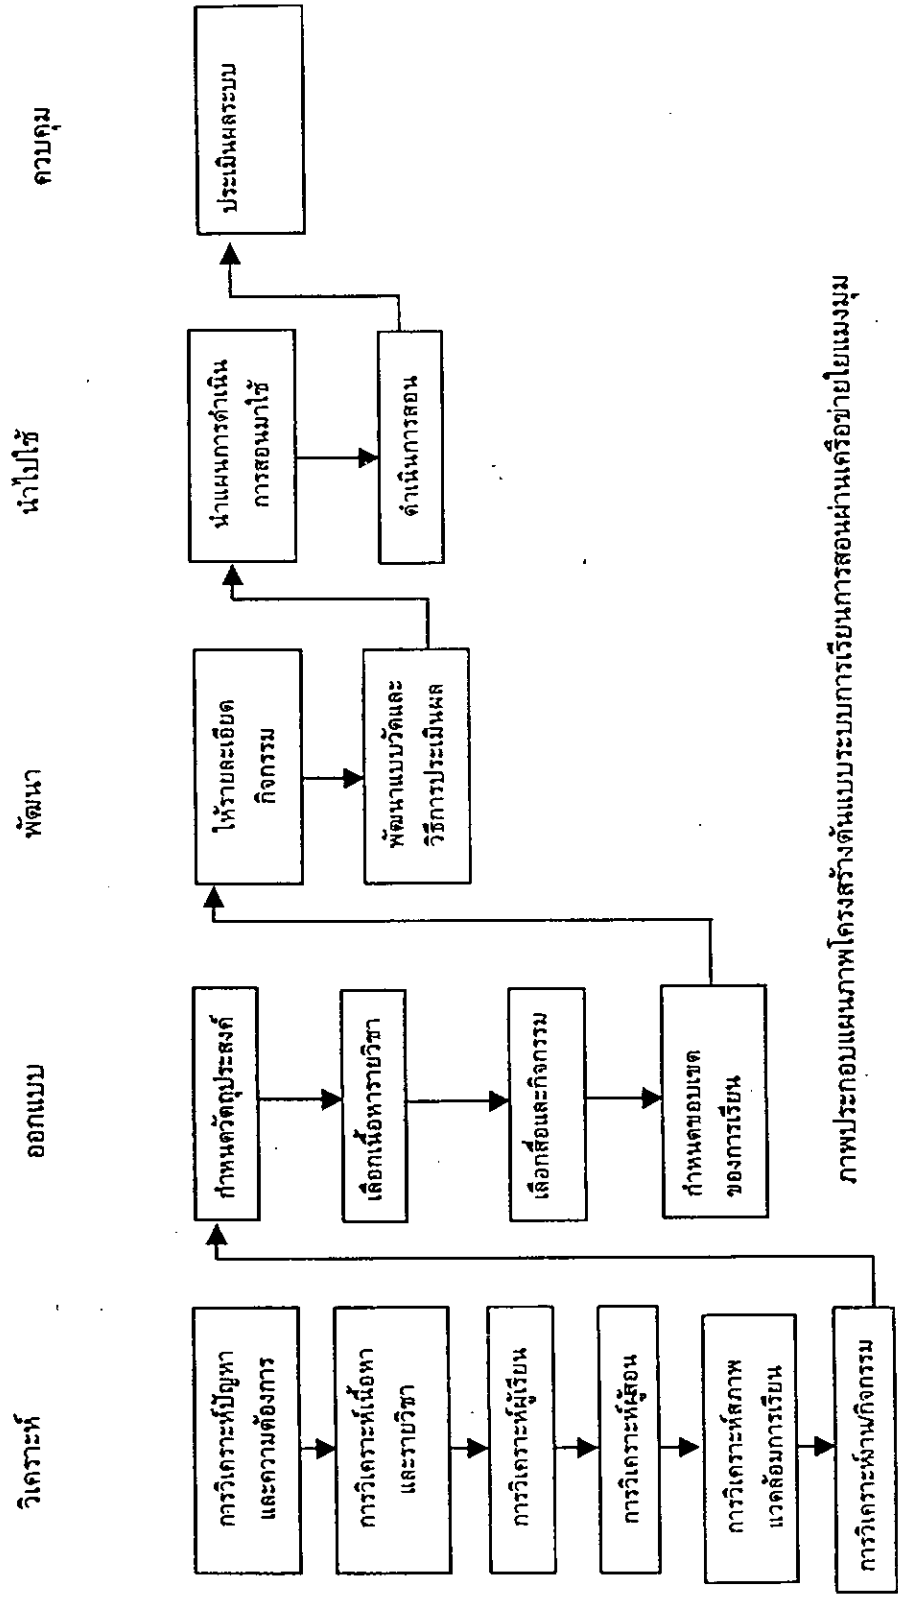 วิเคราะห์
ออกแบบ
พัฒนา
นำไปใช้
ควบคุม
การวิเคราะห์ปัญหา
และความต้องการ
การวิเคราะห์เนื้อหา
และรายวิชา
การวิเคราะห์ผู้เรียน
การวิเคราะห์ผู้สอน
การวิเคราะห์สภาพ
แวดล้อมการเรียน
การวิเคราะห์งาน/กิจกรรม
กำหนดวัตถุประสงค์
เลือกเนื้อหารายวิชา
เลือกสื่อและกิจกรรม
กำหนดขอบเขต
ของการเรียน
ให้รายละเอียด
กิจกรรม
พัฒนาแบบวัดและ
วิธีการประเมินผล
นำแผนการดำเนิน
การสอนมาใช้
ดำเนินการสอน
ประเมินผลระบบ
ภาพประกอบแผนภาพโครงสร้างต้นแบบระบบการเรียนการสอนผ่านเครือข่ายใยแมงมุม